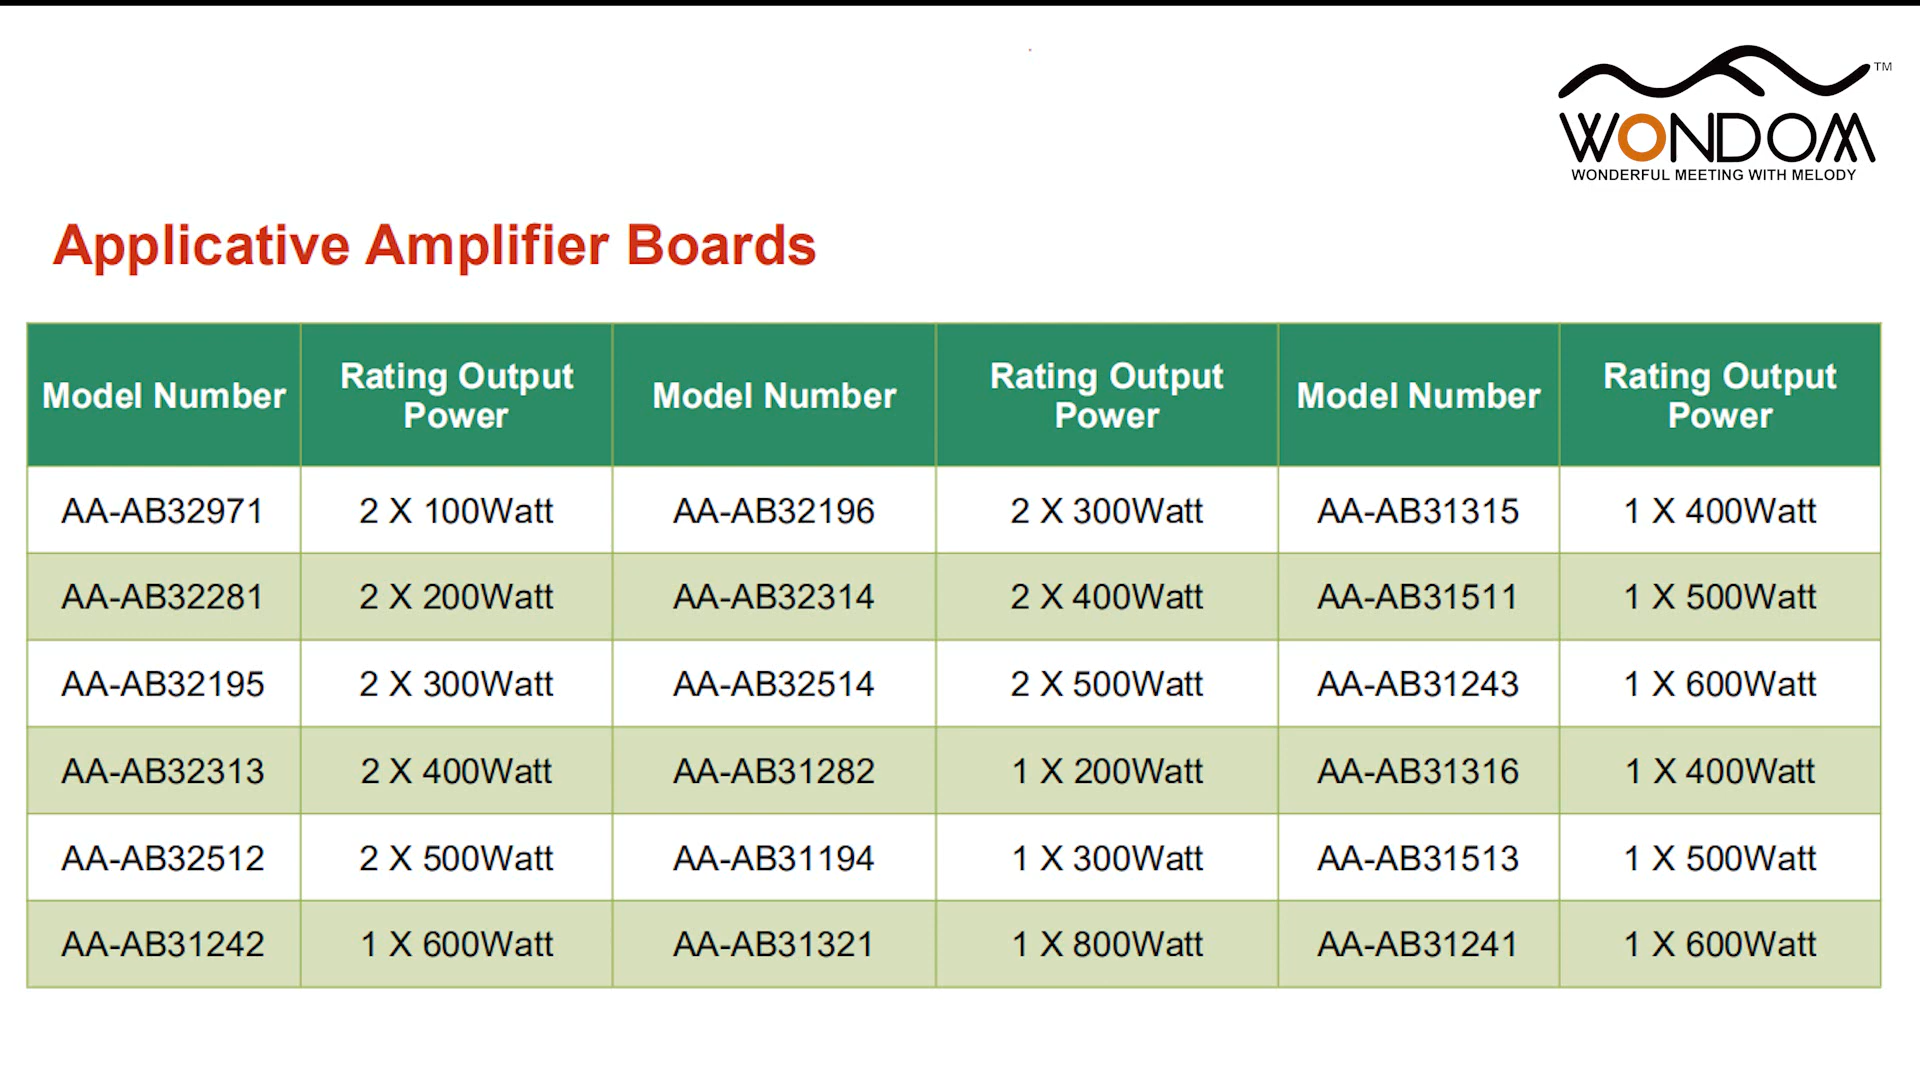 TM
WONDOM
WONDERFUL MEETING WITH MELODY
Applicative Amplifier Boards
Model Number Rating Output Power Model Number Rating Output Power Model Number Rating Output Power
AA-AB32971 2 X 100Watt AA-AB32196 2 X 300Watt AA-AB31315 1 X 400Watt
AA-AB32281 2 X 200Watt AA-AB32314 2 X 400Watt AA-AB31511 1 X 500Watt
AA-AB32195 2 X 300Watt AA-AB32514 2 X 500Watt AA-AB31243 1 X 600Watt
AA-AB32313 2 X 400Watt AA-AB31282 1 X 200Watt AA-AB31316 1 X 400Watt
AA-AB32512 2 X 500Watt AA-AB31194 1 X 300Watt AA-AB31513 1 X 500Watt
AA-AB31242 1 X 600Watt AA-AB31321 1 X 800Watt AA-AB31241 1 X 600Watt